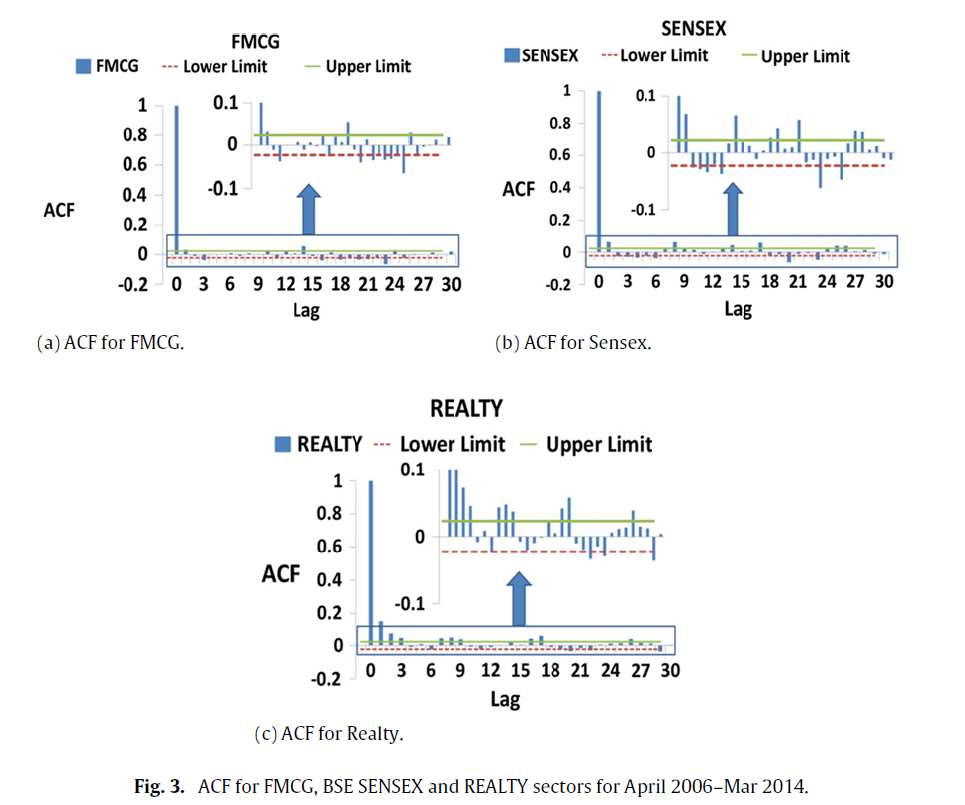 FMCG
FMCG Lower Limit Upper Limit
0.1
0
-0.1
1
0.8
0.6
0.4
0.2
0
-0.2
ACF
0 3 6 9 12 15 18 21 24 27 30
Lag
(a) ACF for FMCG.
SENSEX
SENSEX Lower Limit Upper Limit
0.1
0
-0.1
1
0.8
0.6
0.4
0.2
0
-0.2
ACF
0 3 6 9 12 15 18 21 24 27 30
Lag
(b) ACF for Sensex.
REALTY
REALTY Lower Limit Upper Limit
0.1
0
-0.1
1
0.8
0.6
0.4
0.2
0
-0.2
ACF
0 3 6 9 12 15 18 21 24 27 30
Lag
(c) ACF for Realty.
Fig. 3. ACF for FMCG, BSE SENSEX and REALTY sectors for April 2006–Mar 2014.